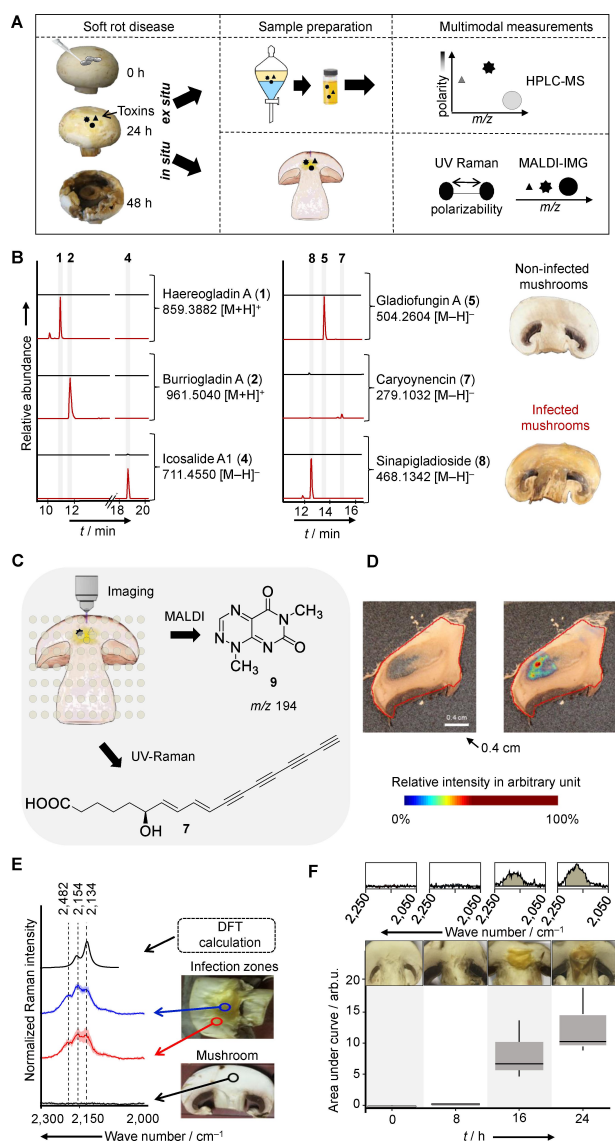 A
Soft rot disease
Sample preparation
Multimodal measurements
0 h
Toxins
24 h
48 h
ex situ
in situ
polarity
HPLC-MS
m/z
UV Raman
MALDI-IMG
polarizability
m/z
B
1 2 4
8 5 7
Relative abundance
Haereogladin A (1)
859.3882 [M+H]+
Burriogladin A (2)
961.5040 [M+H]+
Icosalide A1 (4)
711.4550 [M–H]–
10 12 18 20
t / min
Gladiofungin A (5)
504.2604 [M–H]–
Caryoynencin (7)
279.1032 [M–H]–
Sinapigladioside (8)
468.1342 [M–H]–
12 14 16
t / min
Non-infected
mushrooms
Infected
mushrooms
C
Imaging
MALDI
O
N
N
CH3
N
N
N
O
CH3
9
m/z 194
UV-Raman
HOOC
OH
7
D
0.4 cm
0.4 cm
Relative intensity in arbitrary unit
0%
100%
E
2,482
2,154
2,134
Normalized Raman intensity
DFT
calculation
Infection zones
Mushroom
2,300 2,150 2,000
Wave number / cm–1
F
2,250 2,050 2,250 2,050 2,250 2,050 2,250 2,050
Wave number / cm–1
Area under curve / arb.u.
20
15
10
5
0
0 8 16 24
t / h